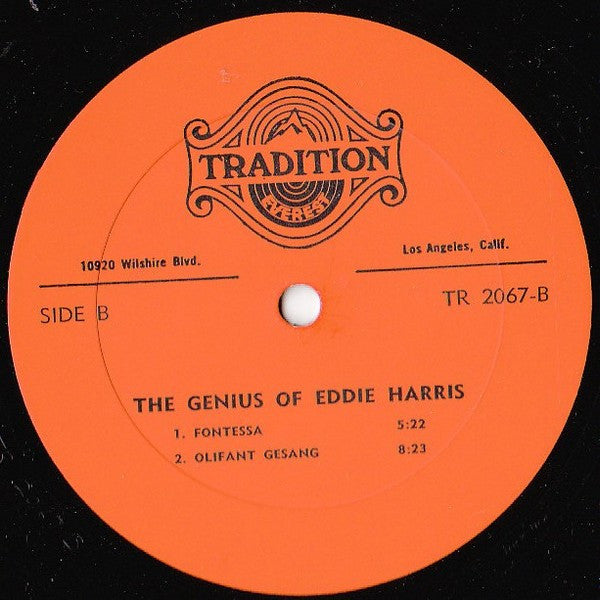 TRADITION
EVEREST
10920 Wilshire Blvd.
Los Angeles, Calif.
SIDE B
TR 2067-B
THE GENIUS OF EDDIE HARRIS
1. FONTESSA 5:22
2. OLIFANT GESANG 8:23